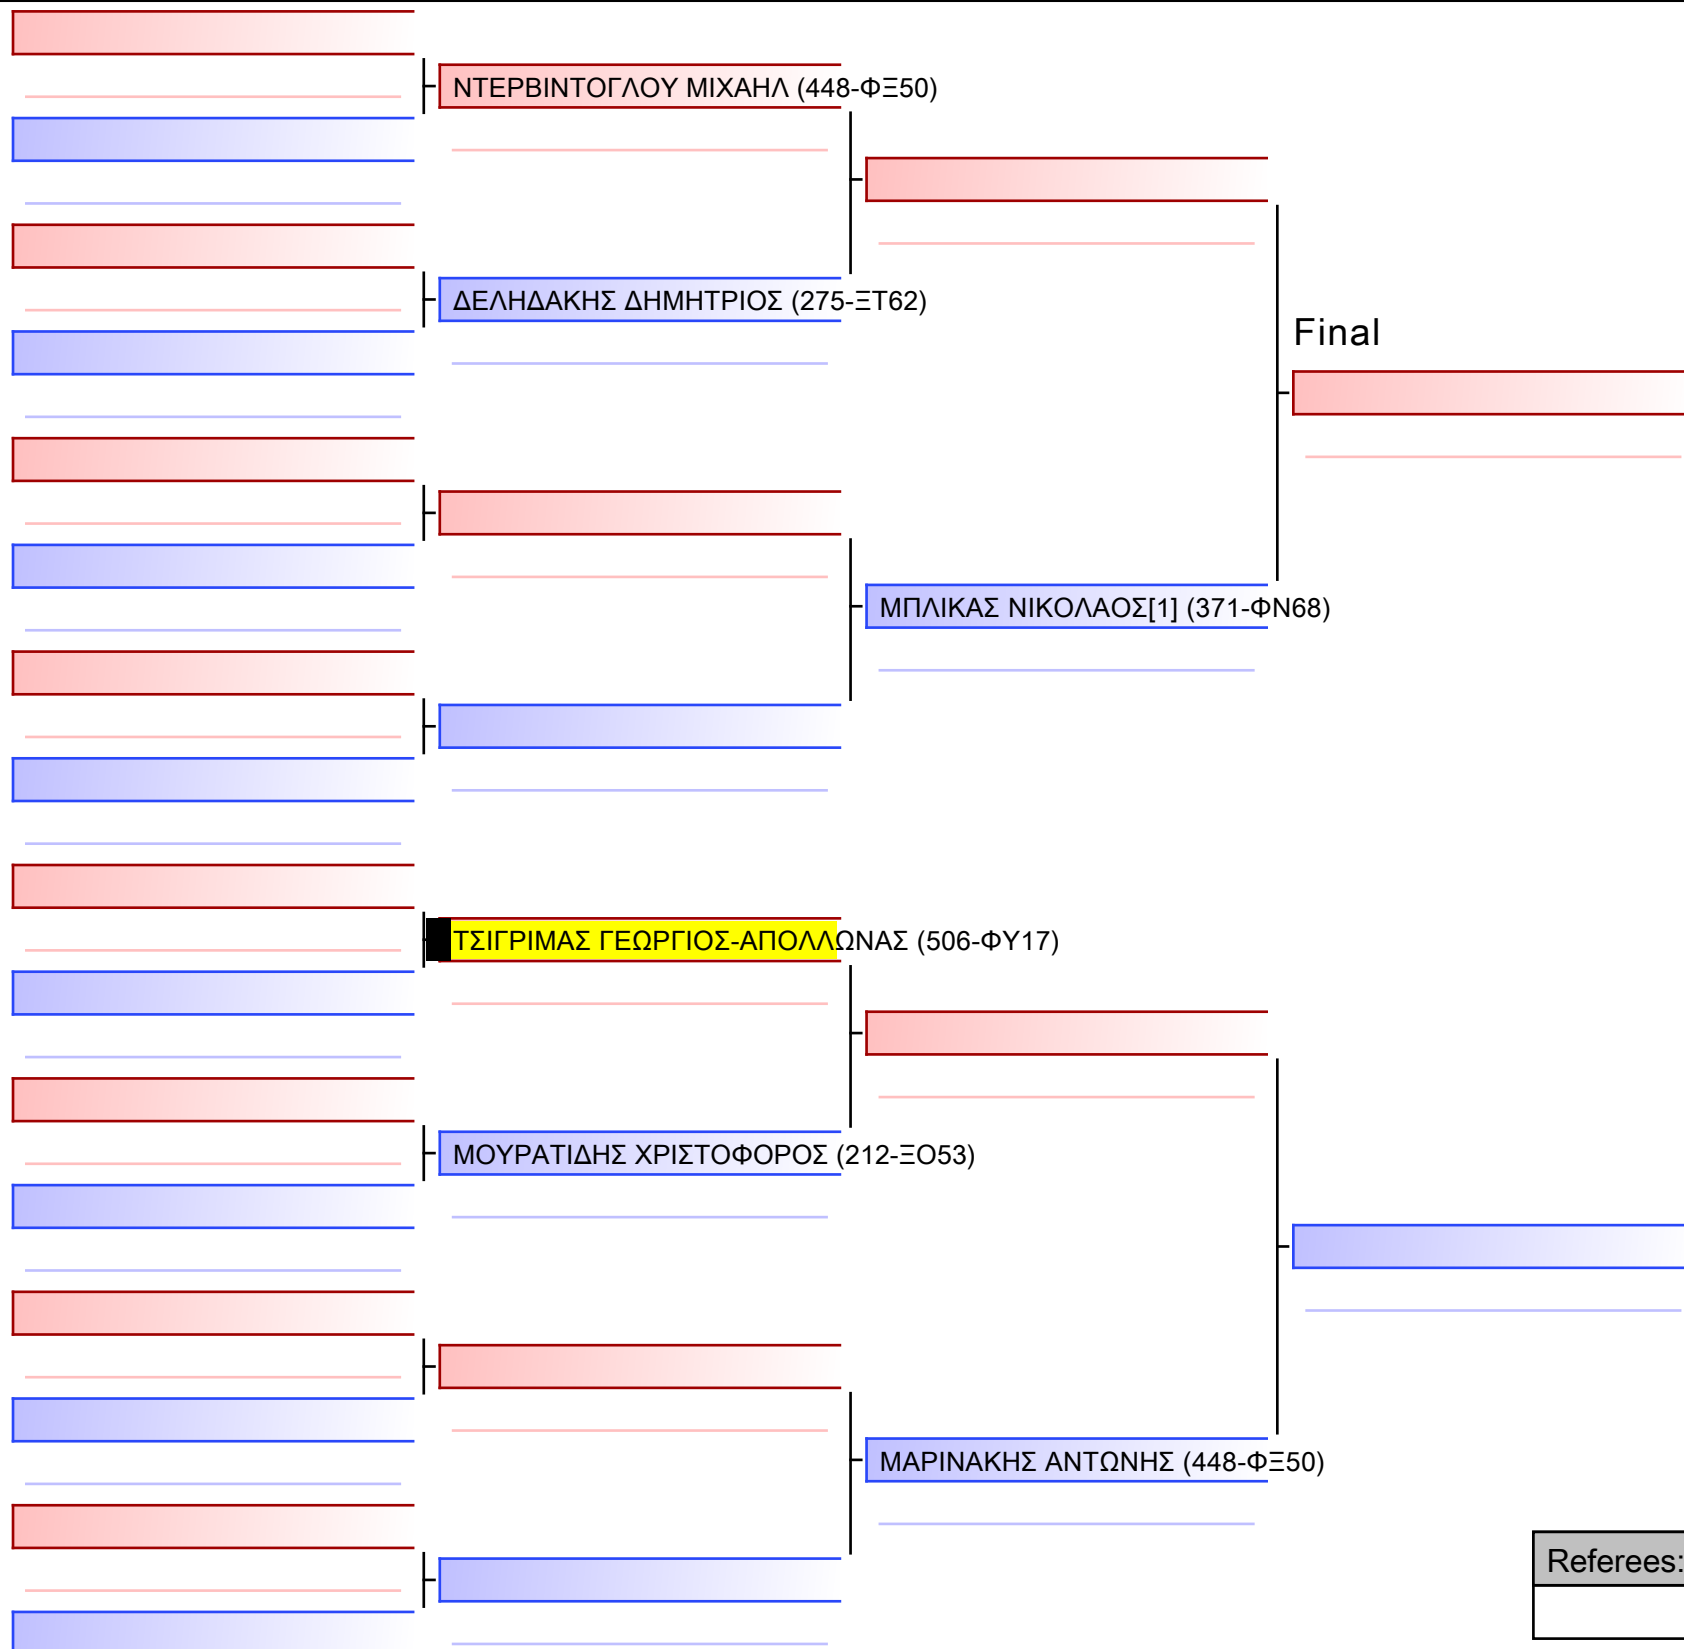 ΝΤΕΡΒΙΝΤΟΓΛΟΥ ΜΙΧΑΗΛ (448-ΦΞ50)
ΔΕΛΗΔΑΚΗΣ ΔΗΜΗΤΡΙΟΣ (275-ΞΤ62)
Final
ΜΠΛΙΚΑΣ ΝΙΚΟΛΑΟΣ[1] (371-ΦΝ68)
ΤΣΙΓΡΙΜΑΣ ΓΕΩΡΓΙΟΣ-ΑΠΟΛΛΩΝΑΣ (506-ΦΥ17)
ΜΟΥΡΑΤΙΔΗΣ ΧΡΙΣΤΟΦΟΡΟΣ (212-ΞΟ53)
ΜΑΡΙΝΑΚΗΣ ΑΝΤΩΝΗΣ (448-ΦΞ50)
Referees: